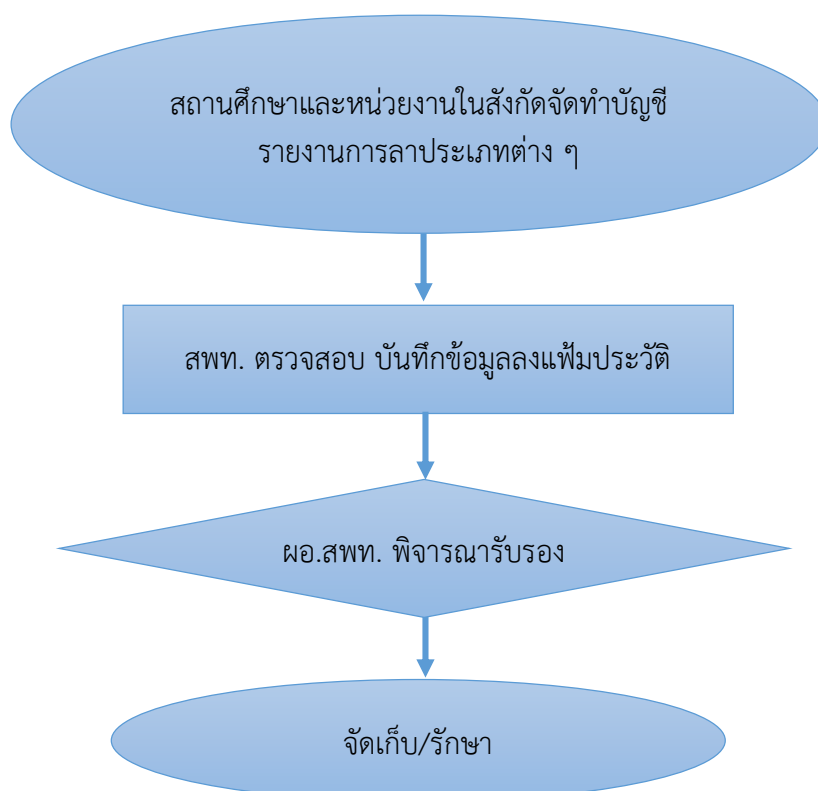 สถานศึกษาและหน่วยงานในสังกัดจัดทำบัญชี
รายงานการลาประเภทต่าง ๆ
สพท. ตรวจสอบ บันทึกข้อมูลลงแฟ้มประวัติ
ผอ.สพท. พิจารณารับรอง
จัดเก็บ/รักษา